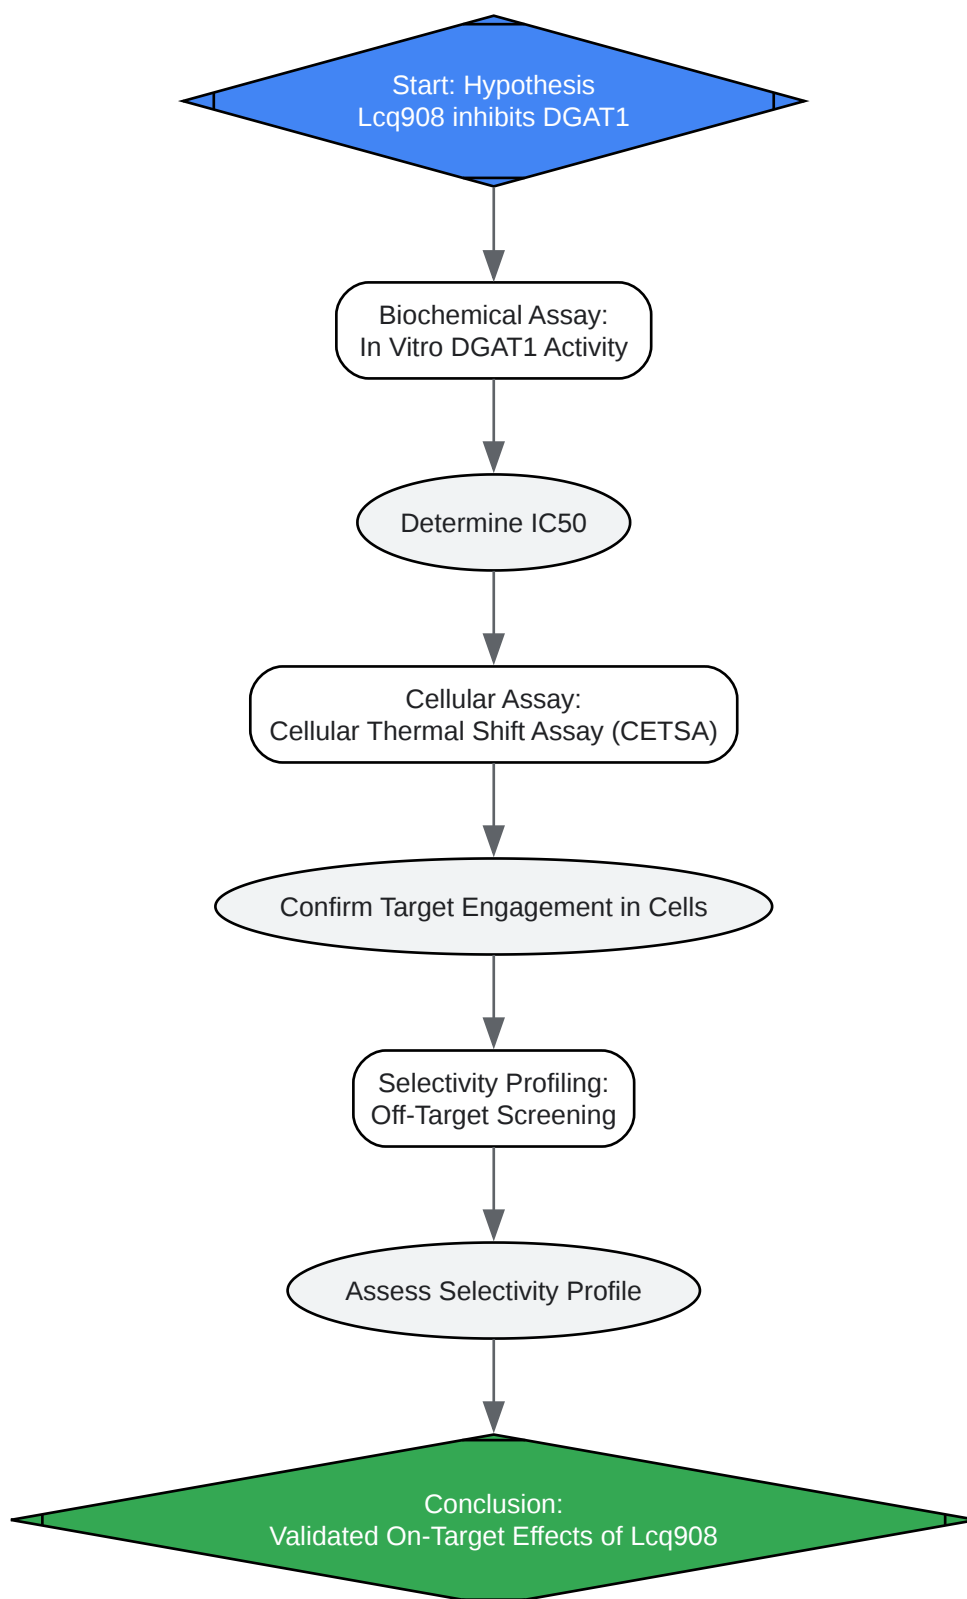 Start: Hypothesis
Lcq908 inhibits DGAT1
Biochemical Assay:
In Vitro DGAT1 Activity
Determine IC50
Cellular Assay:
Cellular Thermal Shift Assay (CETSA)
Confirm Target Engagement in Cells
Selectivity Profiling:
Off-Target Screening
Assess Selectivity Profile
Conclusion:
Validated On-Target Effects of Lcq908